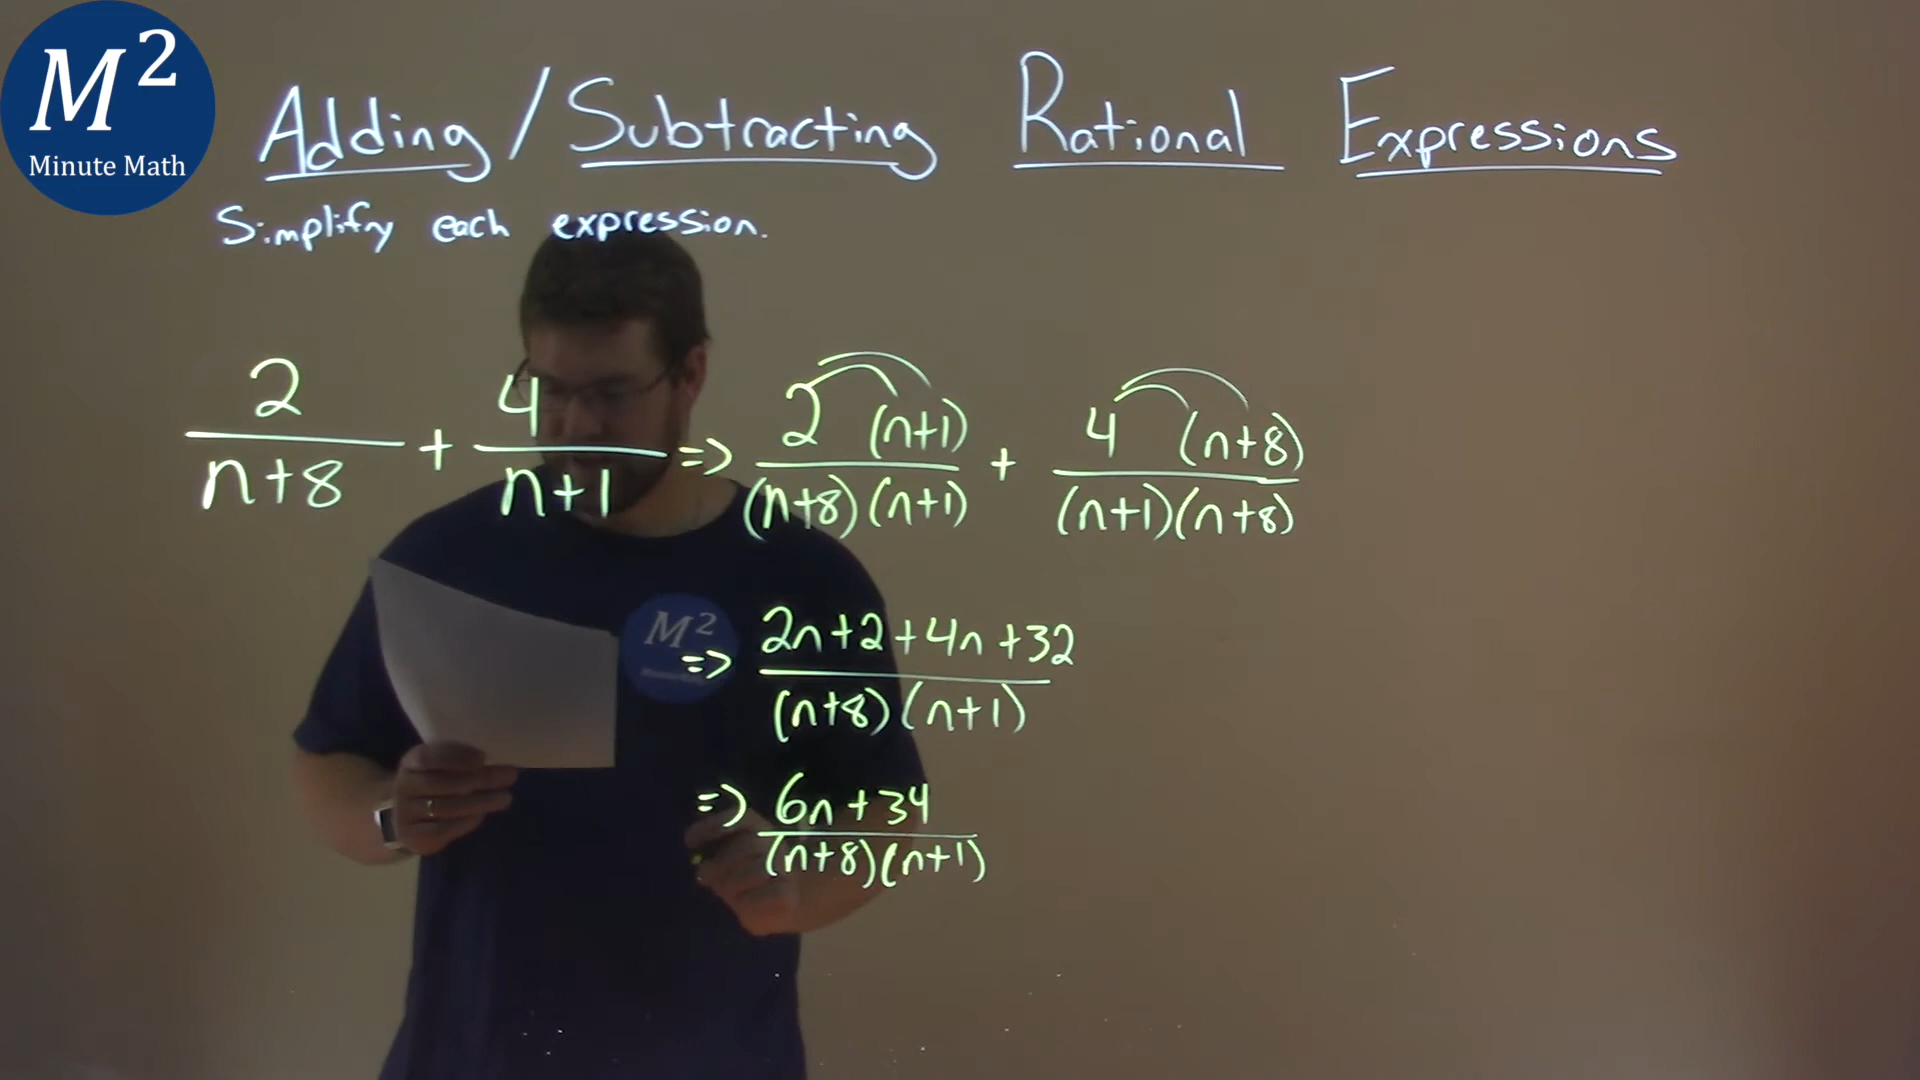 M²
Minute Math
Adding / Subtracting Rational Expressions
Simplify each expression.
2/(n+8) + 4/(n+1) => 2(n+1)/((n+8)(n+1)) + 4(n+8)/((n+1)(n+8))
M²
=> (2n+2+4n+32)/((n+8)(n+1))
=> (6n+34)/((n+8)(n+1))